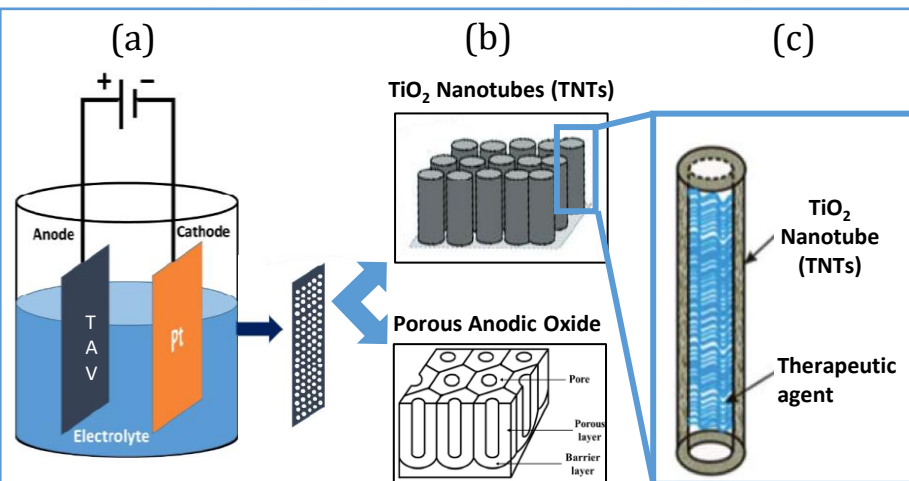 (a)
(b)
(c)
+ −
Anode
Cathode
T
A
V
Pt
Electrolyte
TiO₂ Nanotubes (TNTs)
Porous Anodic Oxide
Pore
Porous
layer
Barrier
layer
TiO₂
Nanotube
(TNTs)
Therapeutic
agent